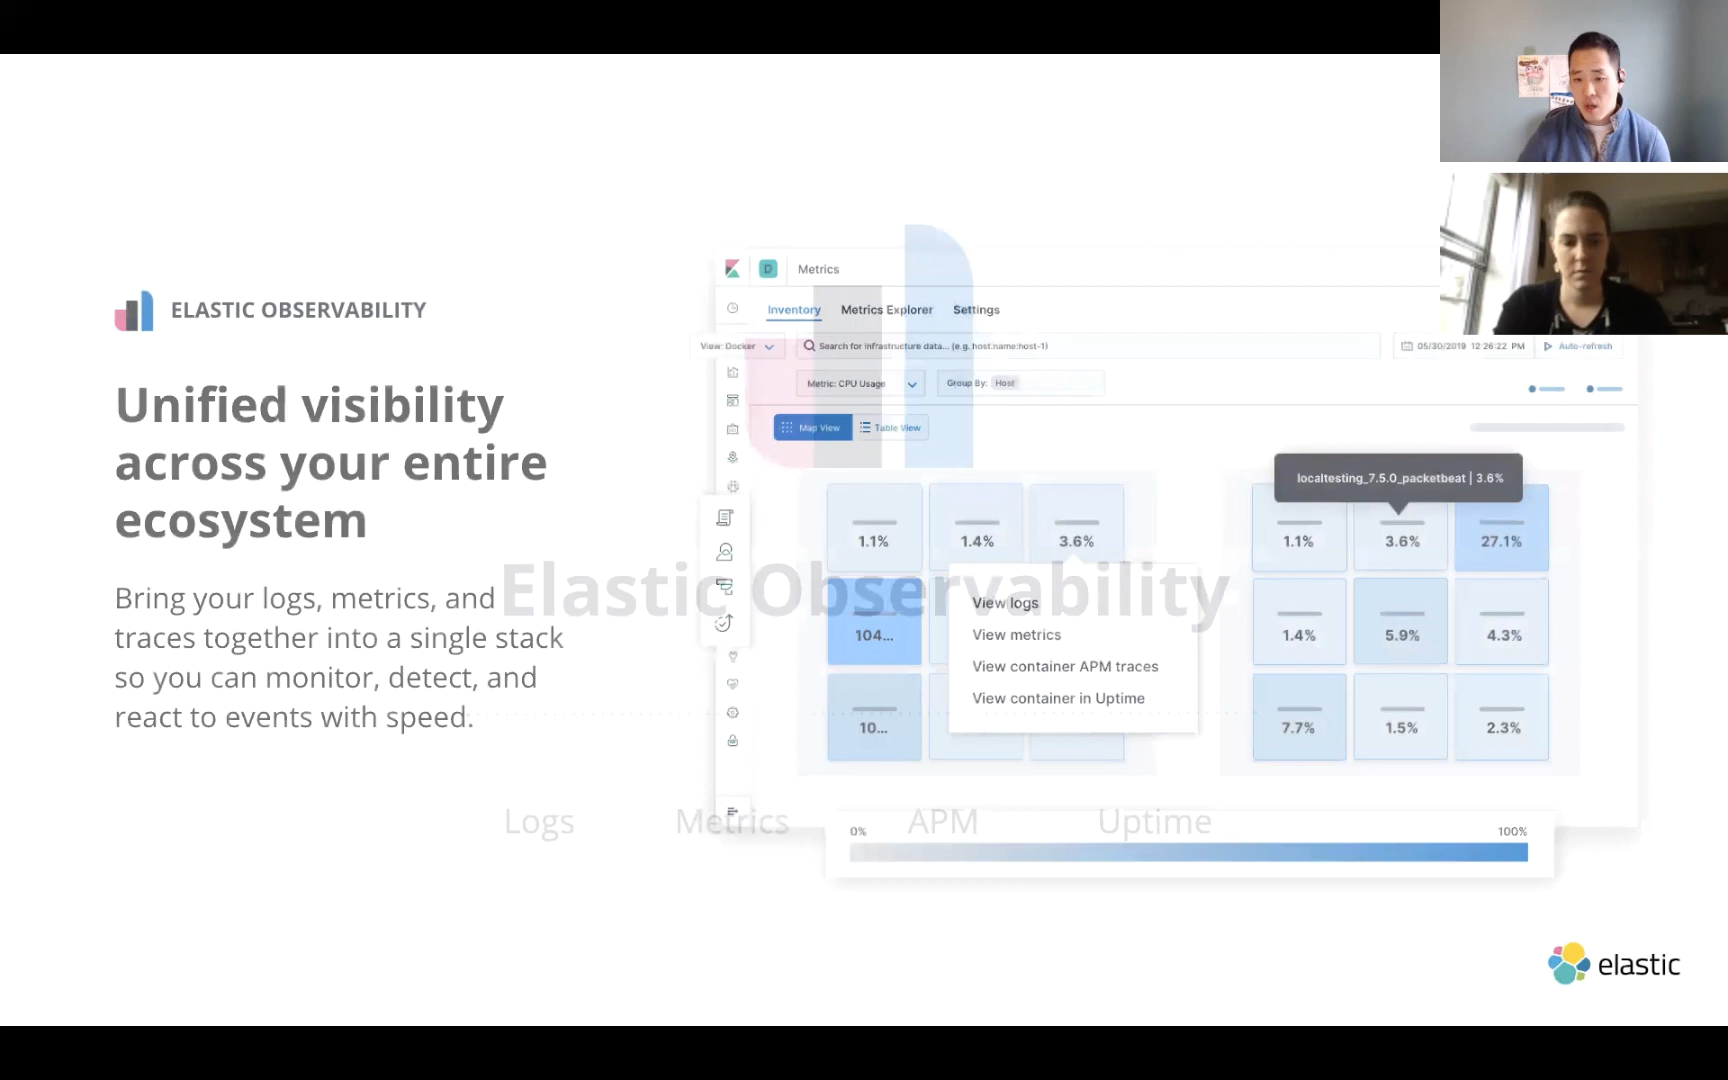 ELASTIC OBSERVABILITY
Unified visibility
across your entire
ecosystem
Bring your logs, metrics, and
traces together into a single stack
so you can monitor, detect, and
react to events with speed.
Elastic Observability
Logs Metrics APM Uptime
D Metrics
Inventory Metrics Explorer Settings
View: Docker Search for infrastructure data... (e.g. host:name:host-1) 05/30/2019 12:26:22 PM Auto-refresh
Metric: CPU Usage Group By: Host
Map View Table View
localtesting_7.5.0_packetbeat | 3.6%
1.1% 1.4% 3.6% 1.1% 3.6% 27.1%
View logs
104... View metrics 1.4% 5.9% 4.3%
View container APM traces
View container in Uptime
10... 7.7% 1.5% 2.3%
0% 100%
elastic